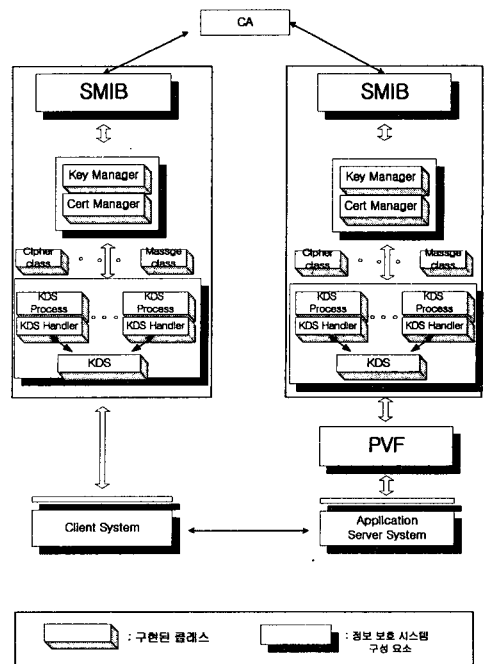 CA
SMIB
SMIB
Key Manager
Cert Manager
Key Manager
Cert Manager
Cipher
class
Massge
class
Cipher
class
Massge
class
KDS
Process
KDS Handler
KDS
Process
KDS Handler
KDS
KDS
Process
KDS Handler
KDS
Process
KDS Handler
KDS
PVF
Client System
Application
Server System
: 구현된 클래스
: 정보 보호 시스템
구성 요소